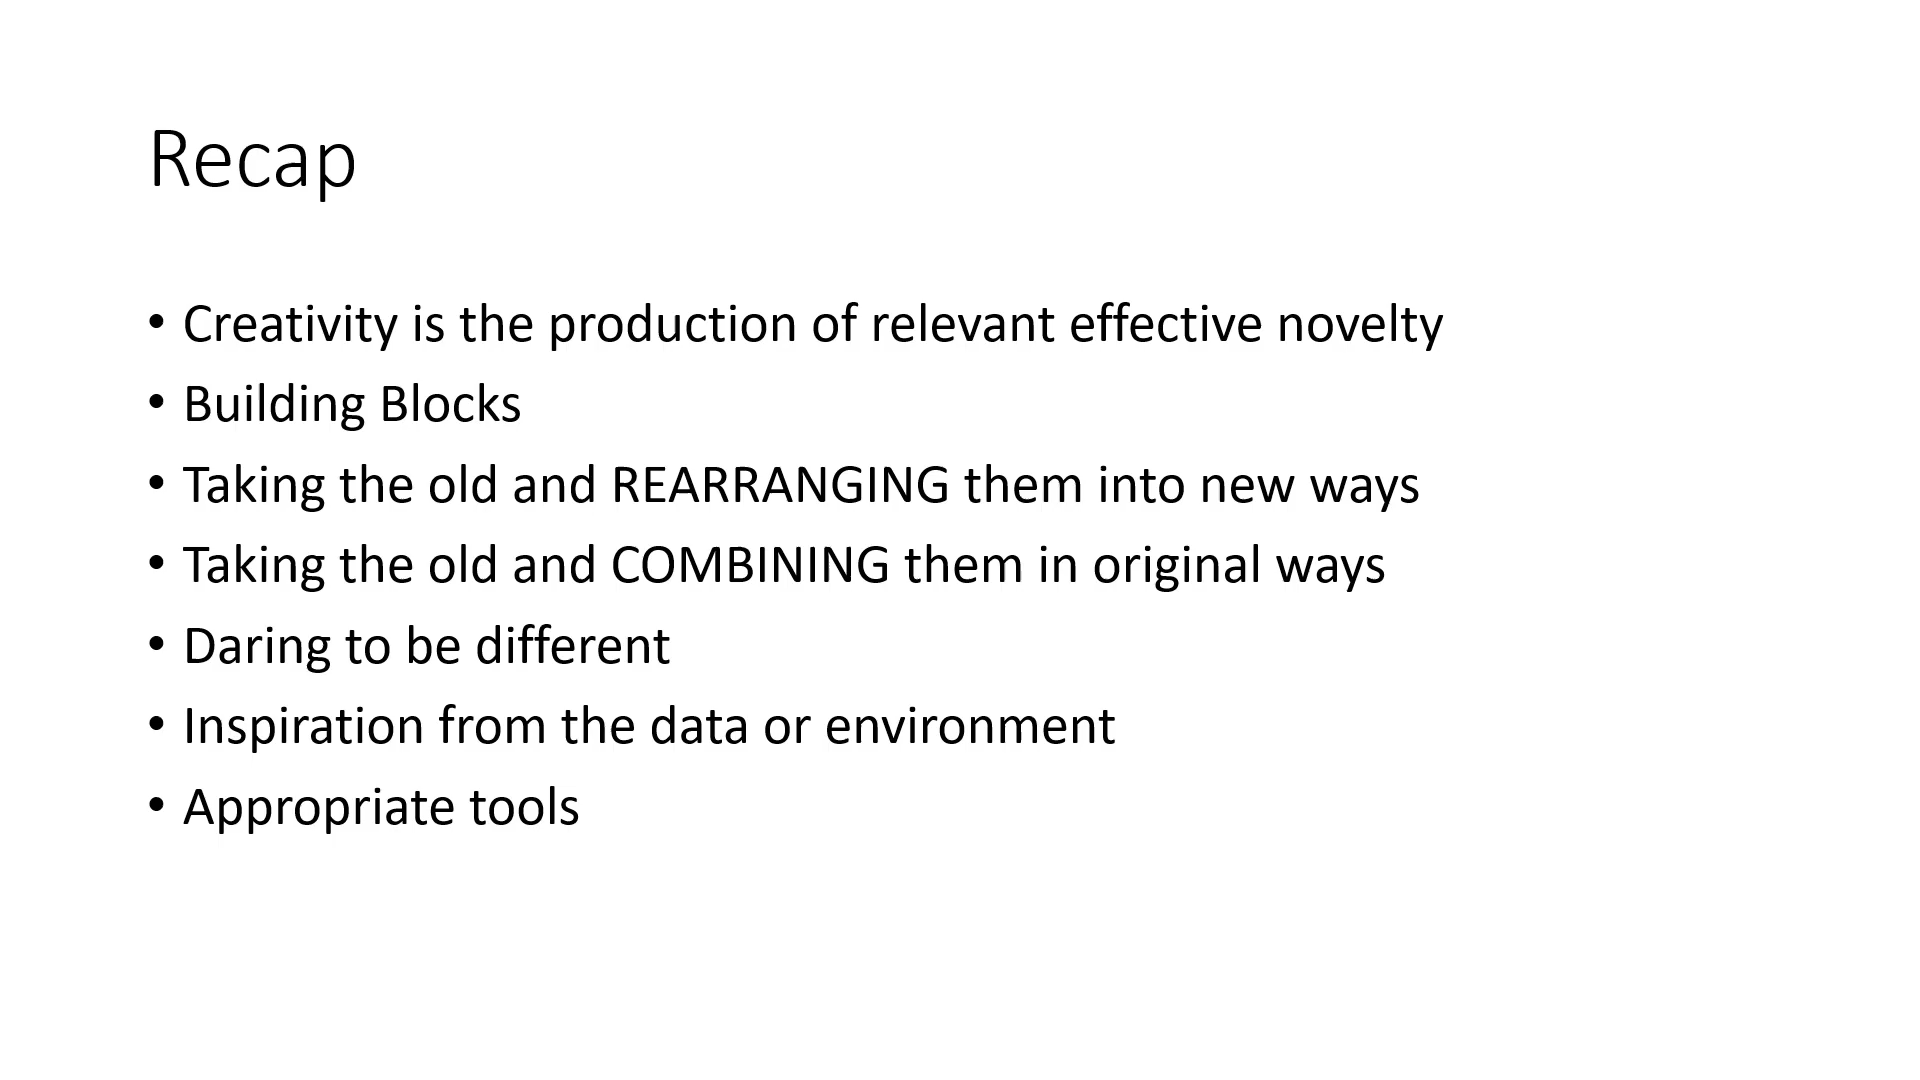 Recap
• Creativity is the production of relevant effective novelty
• Building Blocks
• Taking the old and REARRANGING them into new ways
• Taking the old and COMBINING them in original ways
• Daring to be different
• Inspiration from the data or environment
• Appropriate tools